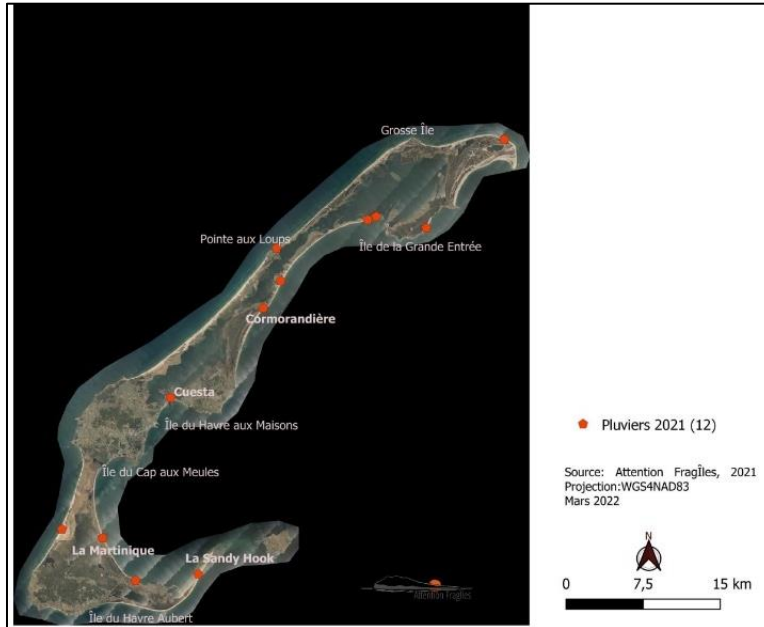 Grosse Île
Pointe aux Loups
Île de la Grande Entrée
Cormorandière
Cuesta
Île du Havre aux Maisons
Île du Cap aux Meules
La Martinique
La Sandy Hook
Île du Havre Aubert
Attention FragÎles
Pluviers 2021 (12)
Source: Attention FragÎles, 2021
Projection:WGS4NAD83
Mars 2022
N
0 7,5 15 km